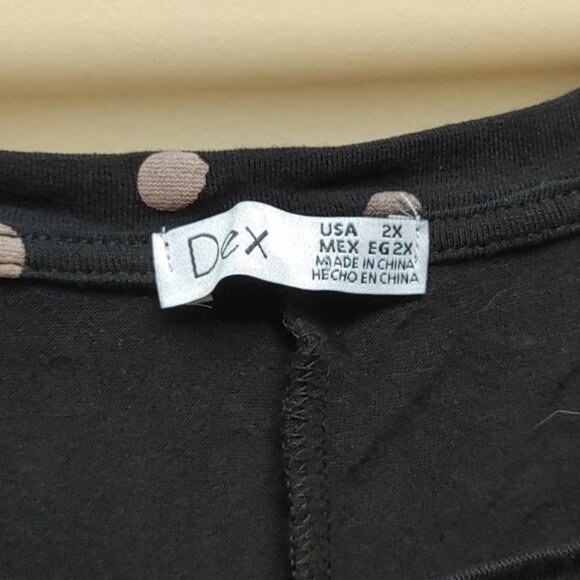 Dex
USA 2X
MEX EG2X
MADE IN CHINA
HECHO EN CHINA